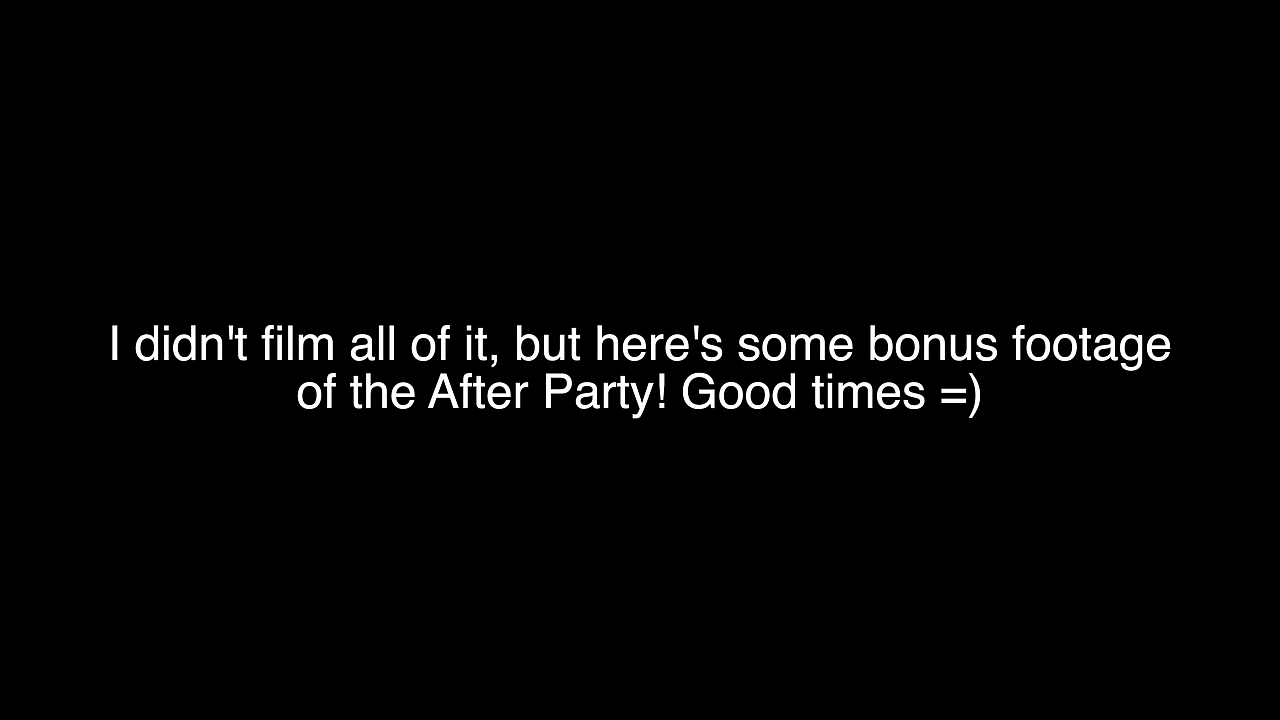 I didn't film all of it, but here's some bonus footage
of the After Party! Good times =)